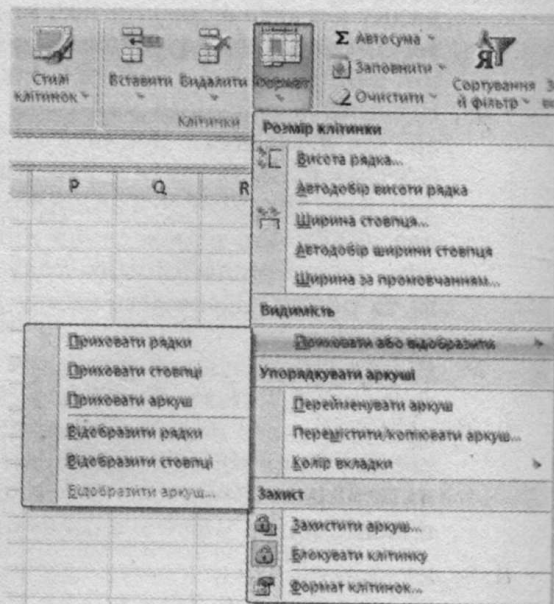 Стилі клітинок
Вставити
Видалити
Формат
Клітинки
Σ Автосума
Заповнити
Очистити
Сортування й фільтр
P Q R
Розмір клітинки
Висота рядка...
Автодобір висоти рядка
Ширина стовпця...
Автодобір ширини стовпця
Ширина за промовчанням...
Видимість
Приховати або відобразити
Приховати рядки
Приховати стовпці
Приховати аркуш
Відобразити рядки
Відобразити стовпці
Відобразити аркуш...
Упорядкувати аркуші
Перейменувати аркуш
Перемістити/копіювати аркуш...
Колір вкладки
Захист
Захистити аркуш...
Блокувати клітинку
Формат клітинок...